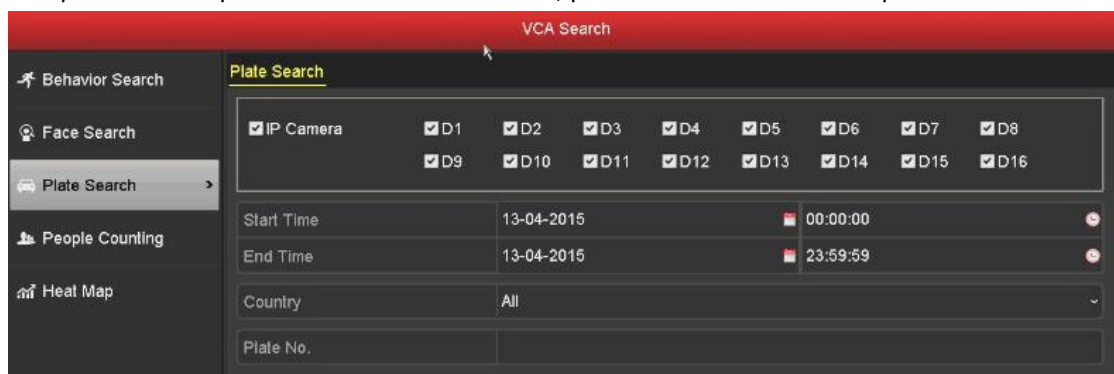 VCA Search
Behavior Search
Face Search
Plate Search
People Counting
Heat Map
Plate Search
IP Camera D1 D2 D3 D4 D5 D6 D7 D8
D9 D10 D11 D12 D13 D14 D15 D16
Start Time 13-04-2015 00:00:00
End Time 13-04-2015 23:59:59
Country All
Plate No.